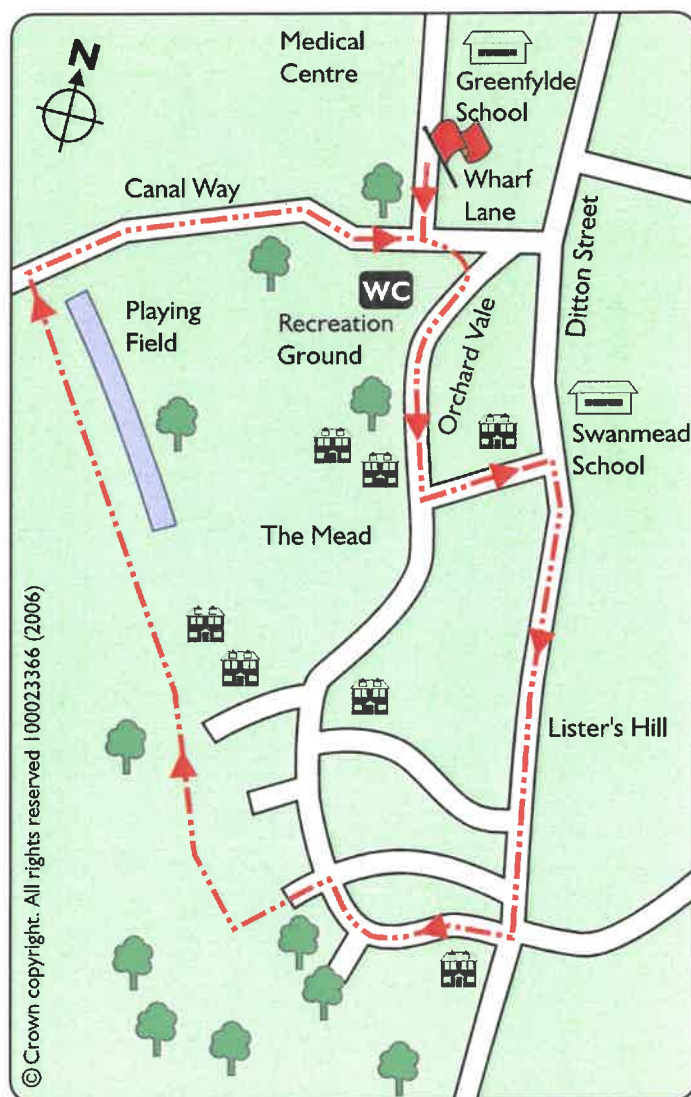 N
Medical
Centre
Greenfylde
School
Wharf
Lane
Canal Way
WC
Playing
Field
Recreation
Ground
Orchard Vale
Ditton Street
Swanmead
School
The Mead
Lister's Hill
© Crown copyright. All rights reserved 100023366 (2006)